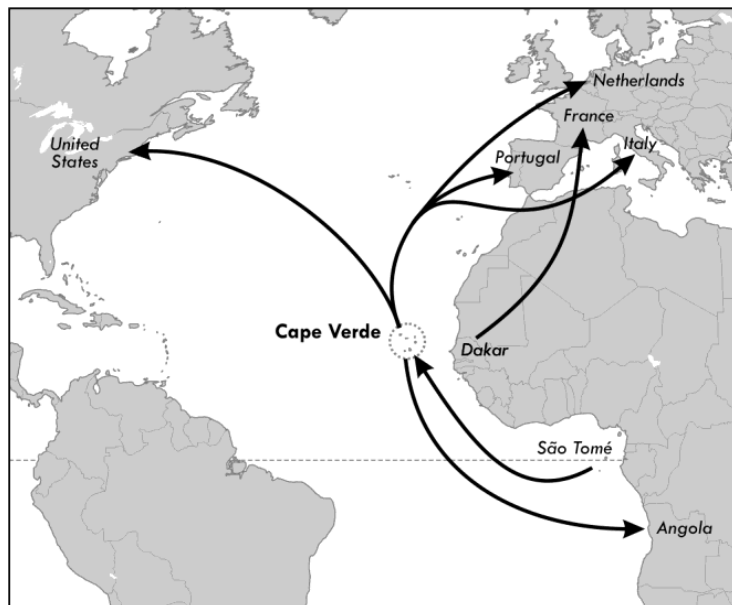 Netherlands
France
United
States
Portugal
Italy
Cape Verde
Dakar
São Tomé
Angola